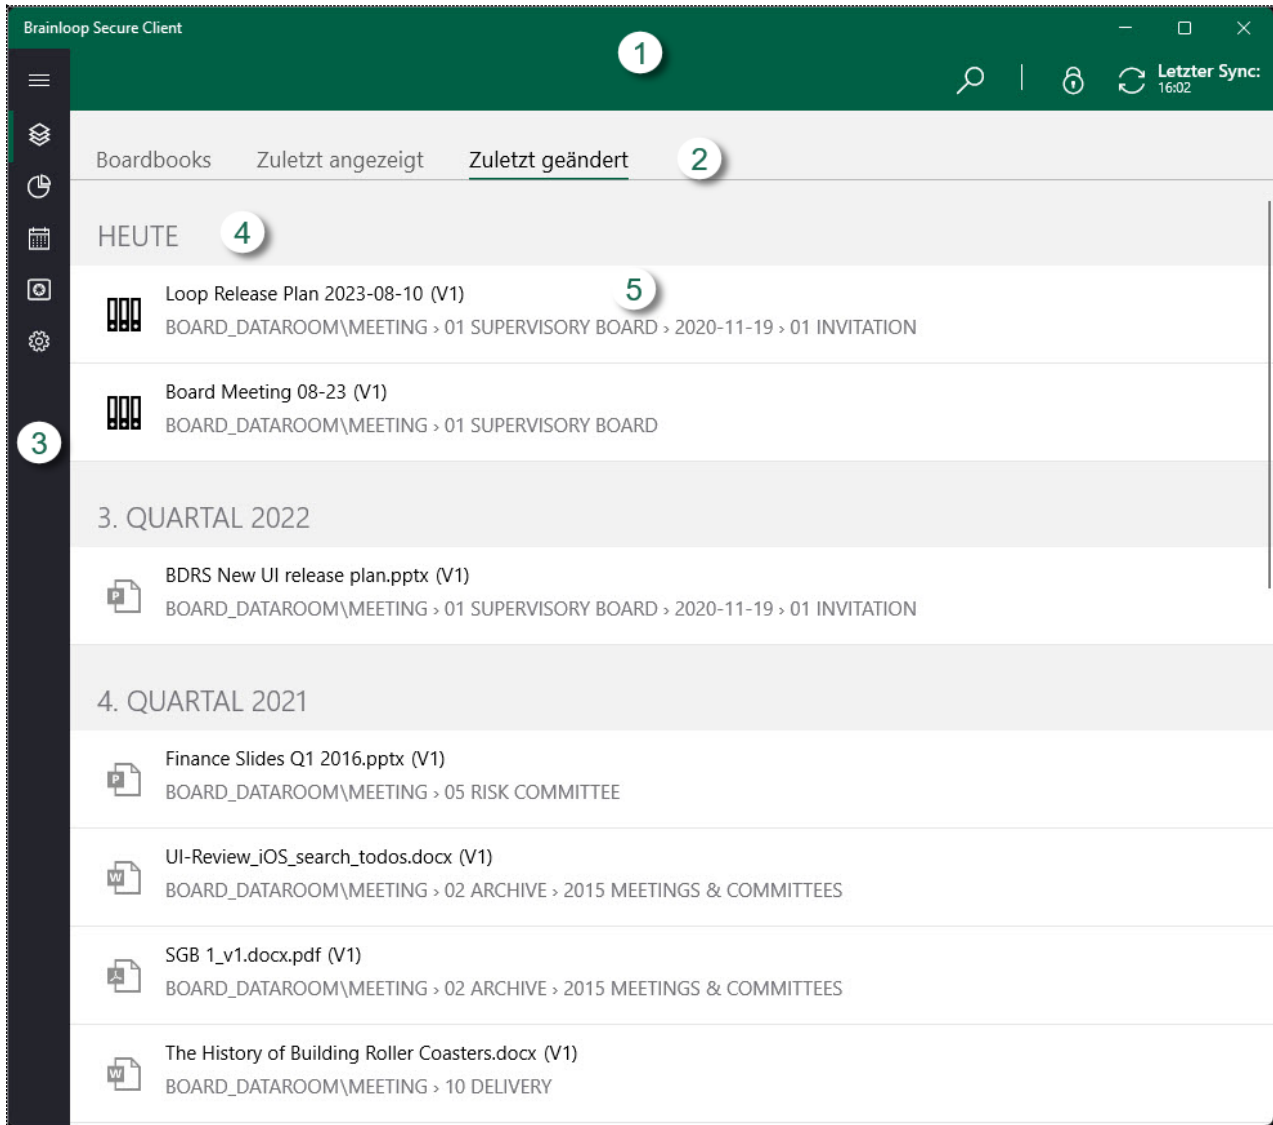 Brainloop Secure Client
1
Letzter Sync:
16:02
Boardbooks Zuletzt angezeigt Zuletzt geändert 2
HEUTE 4
Loop Release Plan 2023-08-10 (V1) 5
BOARD_DATAROOM\MEETING › 01 SUPERVISORY BOARD › 2020-11-19 › 01 INVITATION
Board Meeting 08-23 (V1)
BOARD_DATAROOM\MEETING › 01 SUPERVISORY BOARD
3
3. QUARTAL 2022
BDRS New UI release plan.pptx (V1)
BOARD_DATAROOM\MEETING › 01 SUPERVISORY BOARD › 2020-11-19 › 01 INVITATION
4. QUARTAL 2021
P
Finance Slides Q1 2016.pptx (V1)
BOARD_DATAROOM\MEETING › 05 RISK COMMITTEE
UI-Review_iOS_search_todos.docx (V1)
BOARD_DATAROOM\MEETING › 02 ARCHIVE › 2015 MEETINGS & COMMITTEES
SGB 1_v1.docx.pdf (V1)
BOARD_DATAROOM\MEETING › 02 ARCHIVE › 2015 MEETINGS & COMMITTEES
The History of Building Roller Coasters.docx (V1)
BOARD_DATAROOM\MEETING › 10 DELIVERY